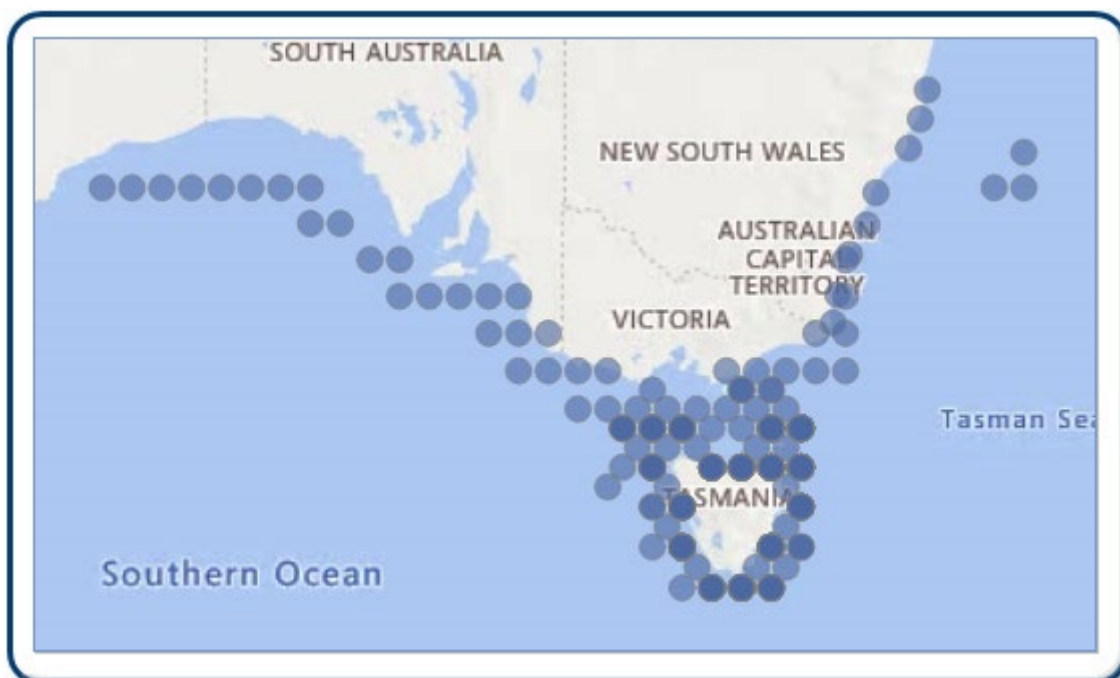 SOUTH AUSTRALIA
NEW SOUTH WALES
AUSTRALIAN
CAPITAL
TERRITORY
VICTORIA
Tasman Sea
TASMANIA
Southern Ocean